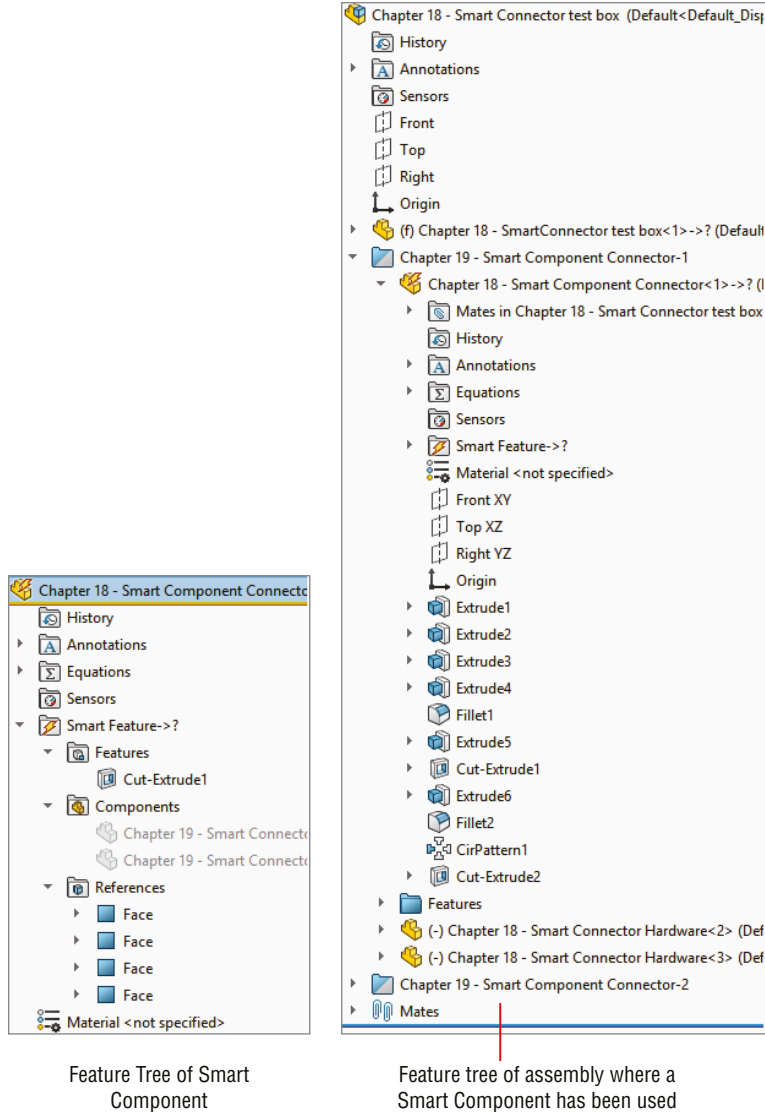 Chapter 18 - Smart Component Connecto
History
Annotations
Equations
Sensors
Smart Feature->?
Features
Cut-Extrude1
Components
Chapter 19 - Smart Connecto
Chapter 19 - Smart Connecto
References
Face
Face
Face
Face
Material <not specified>
Feature Tree of Smart
Component
Chapter 18 - Smart Connector test box (Default<Default_Disp
History
Annotations
Sensors
Front
Top
Right
Origin
(f) Chapter 18 - SmartConnector test box<1>->? (Default
Chapter 19 - Smart Component Connector-1
Chapter 18 - Smart Component Connector<1>->? (
Mates in Chapter 18 - Smart Connector test box
History
Annotations
Equations
Sensors
Smart Feature->?
Material <not specified>
Front XY
Top XZ
Right YZ
Origin
Extrude1
Extrude2
Extrude3
Extrude4
Fillet1
Extrude5
Cut-Extrude1
Extrude6
Fillet2
CirPattern1
Cut-Extrude2
Features
(-) Chapter 18 - Smart Connector Hardware<2> (Def
(-) Chapter 18 - Smart Connector Hardware<3> (Def
Chapter 19 - Smart Component Connector-2
Mates
Feature tree of assembly where a
Smart Component has been used